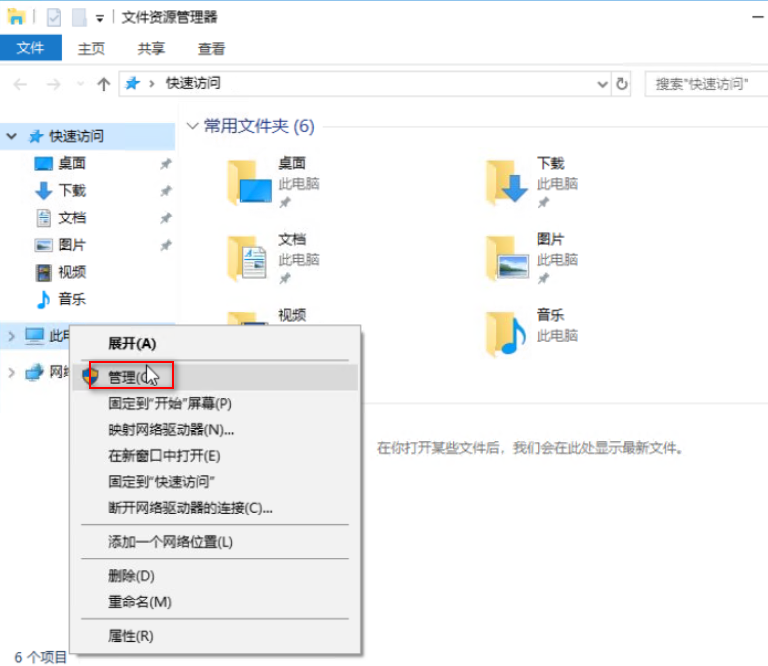 文件资源管理器
文件 主页 共享 查看
快速访问
搜索"快速访问"
快速访问
桌面
下载
文档
图片
视频
音乐
此电
网络
常用文件夹 (6)
桌面
此电脑
下载
此电脑
文档
此电脑
图片
此电脑
视频
音乐
此电脑
展开(A)
管理(G)
固定到"开始"屏幕(P)
映射网络驱动器(N)...
在新窗口中打开(E)
固定到"快速访问"
断开网络驱动器的连接(C)...
添加一个网络位置(L)
删除(D)
重命名(M)
属性(R)
在你打开某些文件后，我们会在此处显示最新文件。
6 个项目